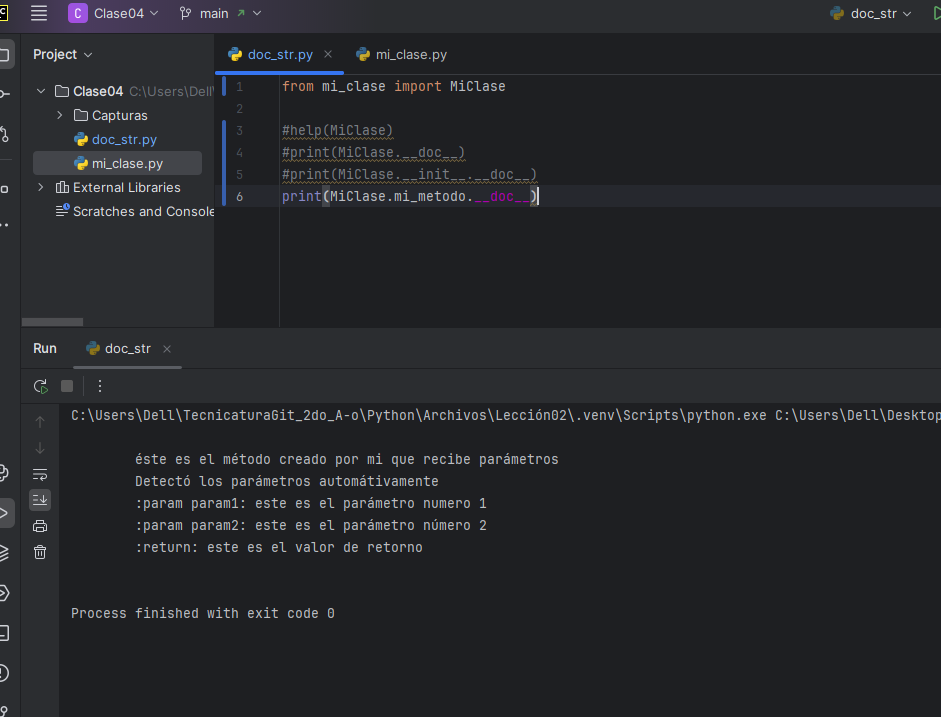 C Clase04 main doc_str
Project
doc_str.py mi_clase.py
Clase04 C:\Users\Dell\
Capturas
doc_str.py
mi_clase.py
External Libraries
Scratches and Console
1 from mi_clase import MiClase
2
3 #help(MiClase)
4 #print(MiClase.__doc__)
5 #print(MiClase.__init__.__doc__)
6 print(MiClase.mi_metodo.__doc__)
Run doc_str
C:\Users\Dell\TecnicaturaGit_2do_A-o\Python\Archivos\Lección02\.venv\Scripts\python.exe C:\Users\Dell\Desktop
éste es el método creado por mi que recibe parámetros
Detectó los parámetros automátivamente
:param param1: este es el parámetro numero 1
:param param2: este es el parámetro número 2
:return: este es el valor de retorno
Process finished with exit code 0